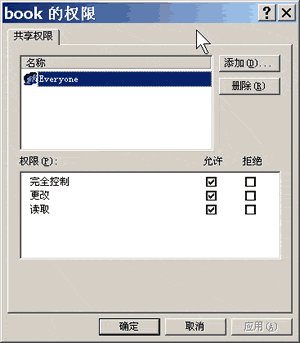 book 的权限
共享权限
名称
Everyone
添加(D)...
删除(R)
权限(P):
允许
拒绝
完全控制
更改
读取
确定
取消
应用(A)